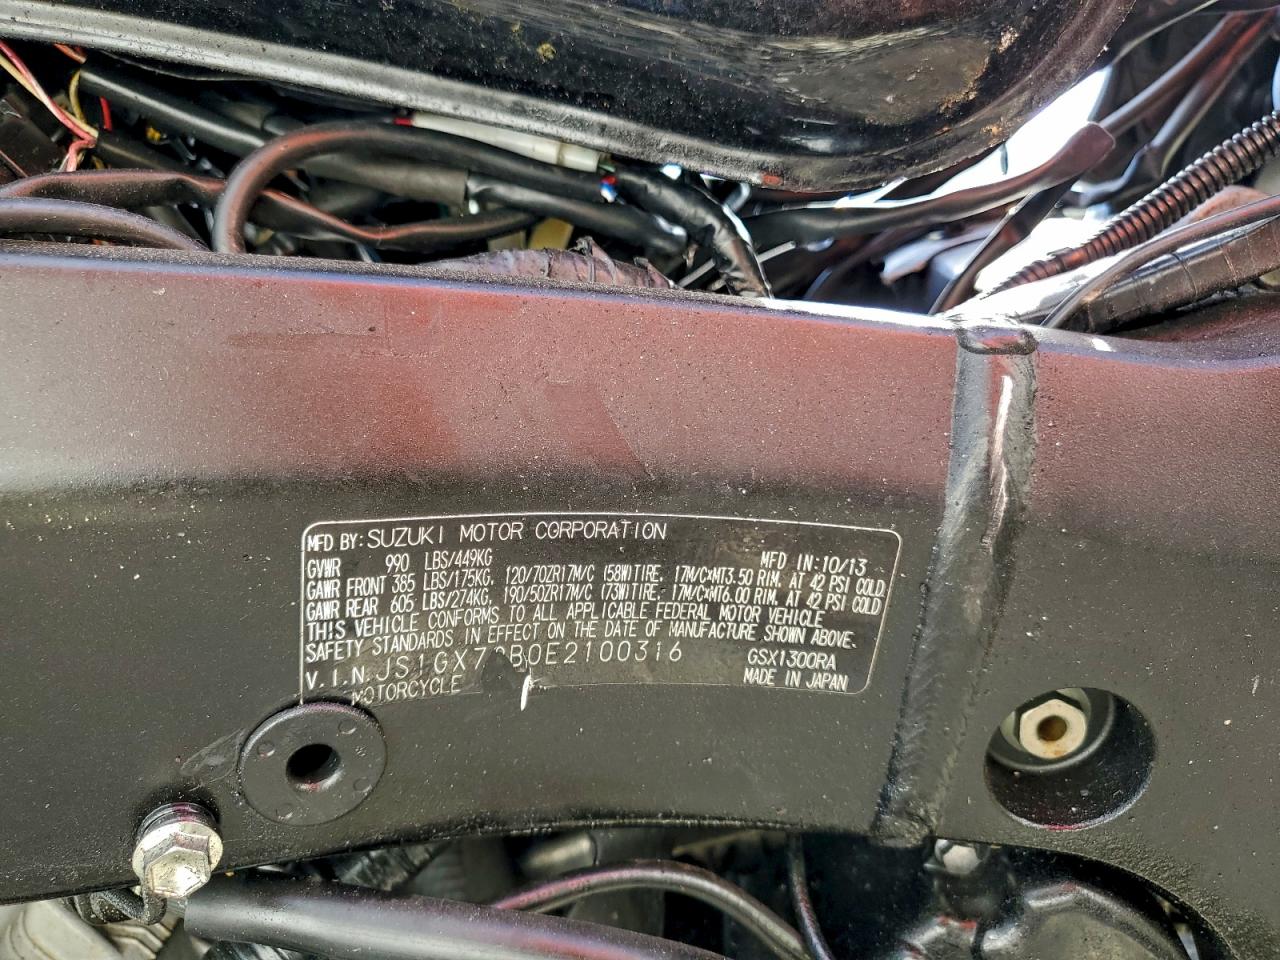 MFD BY: SUZUKI MOTOR CORPORATION
GVWR 990 LBS/449KG MFD IN: 10/13
GAWR FRONT 385 LBS/175KG, 120/70ZR17M/C (58W)TIRE, 17M/C×MT3.50 RIM, AT 42 PSI COLD
GAWR REAR 605 LBS/274KG, 190/50ZR17M/C (73W)TIRE, 17M/C×MT6.00 RIM, AT 42 PSI COLD
THIS VEHICLE CONFORMS TO ALL APPLICABLE FEDERAL MOTOR VEHICLE
SAFETY STANDARDS IN EFFECT ON THE DATE OF MANUFACTURE SHOWN ABOVE.
V.I.N. GSX1300RA
MOTORCYCLE MADE IN JAPAN